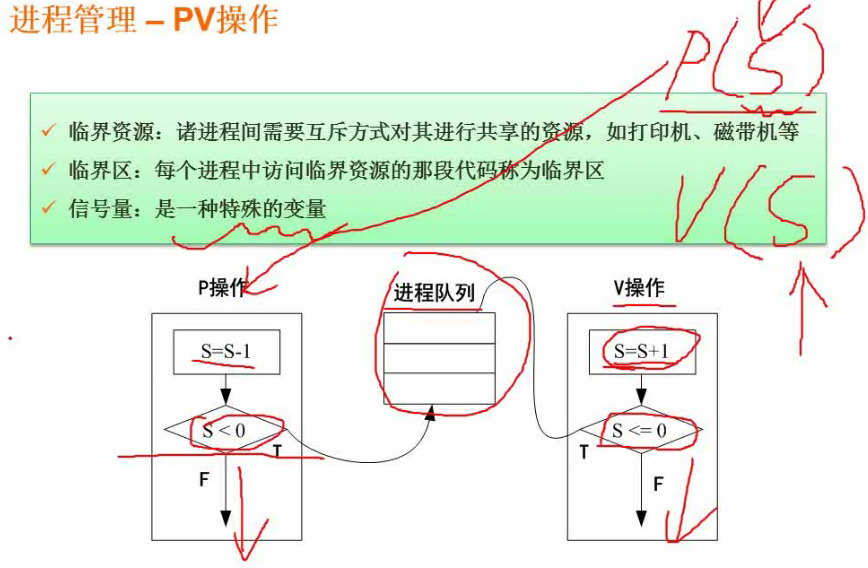 进程管理 – PV操作
P(S)
✓ 临界资源：诸进程间需要互斥方式对其进行共享的资源，如打印机、磁带机等
✓ 临界区：每个进程中访问临界资源的那段代码称为临界区
✓ 信号量：是一种特殊的变量
V(S)
P操作
进程队列
V操作
S=S-1
S=S+1
S < 0
S <= 0
T
T
F
F